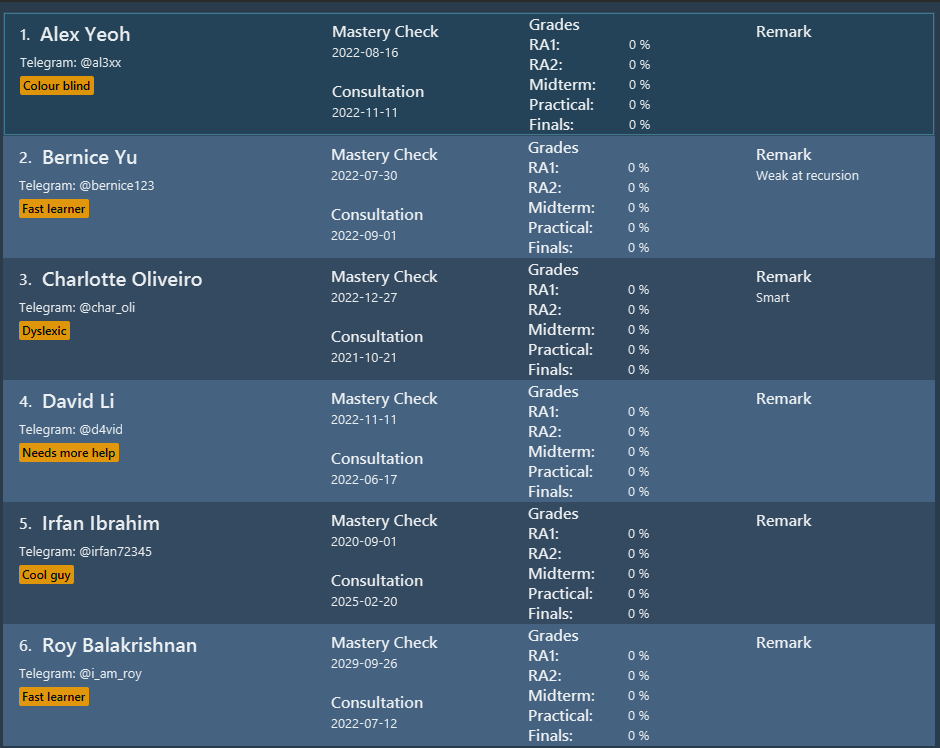 1. Alex Yeoh
Telegram: @al3xx
Colour blind
Mastery Check
2022-08-16
Consultation
2022-11-11
Grades
RA1: 0 %
RA2: 0 %
Midterm: 0 %
Practical: 0 %
Finals: 0 %
Remark
2. Bernice Yu
Telegram: @bernice123
Fast learner
Mastery Check
2022-07-30
Consultation
2022-09-01
Grades
RA1: 0 %
RA2: 0 %
Midterm: 0 %
Practical: 0 %
Finals: 0 %
Remark
Weak at recursion
3. Charlotte Oliveiro
Telegram: @char_oli
Dyslexic
Mastery Check
2022-12-27
Consultation
2021-10-21
Grades
RA1: 0 %
RA2: 0 %
Midterm: 0 %
Practical: 0 %
Finals: 0 %
Remark
Smart
4. David Li
Telegram: @d4vid
Needs more help
Mastery Check
2022-11-11
Consultation
2022-06-17
Grades
RA1: 0 %
RA2: 0 %
Midterm: 0 %
Practical: 0 %
Finals: 0 %
Remark
5. Irfan Ibrahim
Telegram: @irfan72345
Cool guy
Mastery Check
2020-09-01
Consultation
2025-02-20
Grades
RA1: 0 %
RA2: 0 %
Midterm: 0 %
Practical: 0 %
Finals: 0 %
Remark
6. Roy Balakrishnan
Telegram: @i_am_roy
Fast learner
Mastery Check
2029-09-26
Consultation
2022-07-12
Grades
RA1: 0 %
RA2: 0 %
Midterm: 0 %
Practical: 0 %
Finals: 0 %
Remark